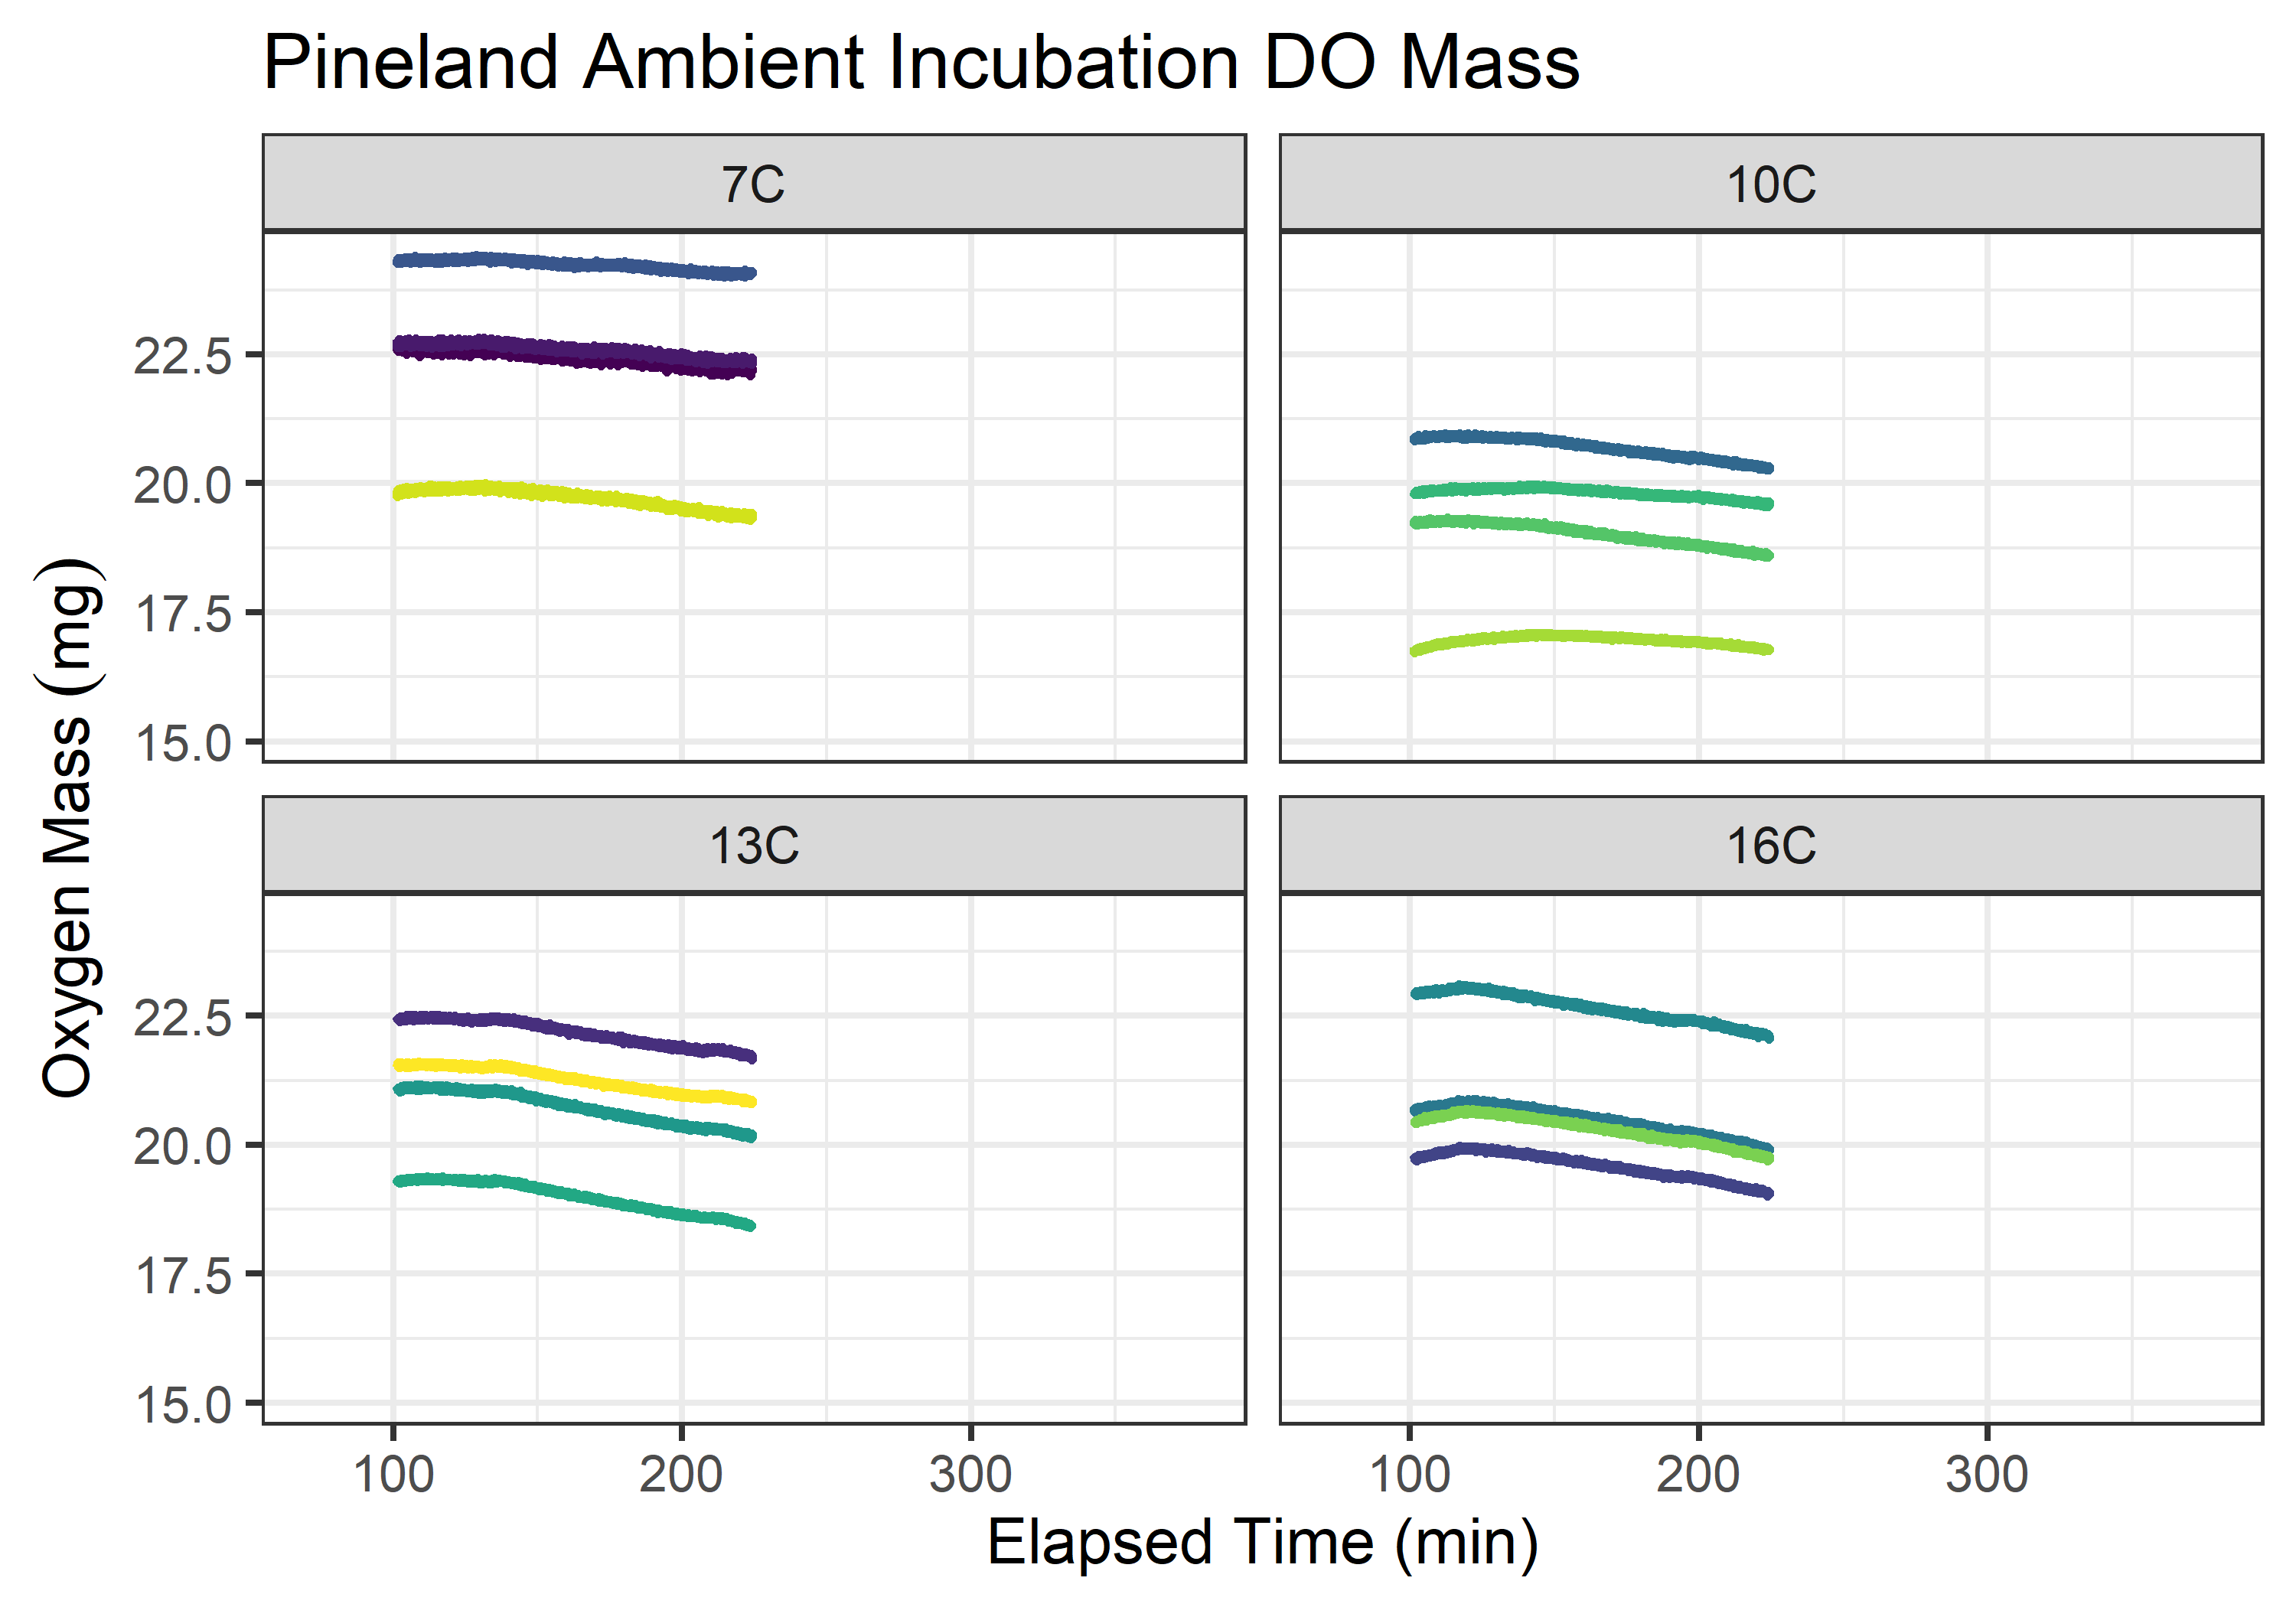 Pineland Ambient Incubation DO Mass
7C
10C
22.5
20.0
17.5
15.0
13C
16C
22.5
20.0
17.5
15.0
Oxygen Mass (mg)
100 200 300
100 200 300
Elapsed Time (min)